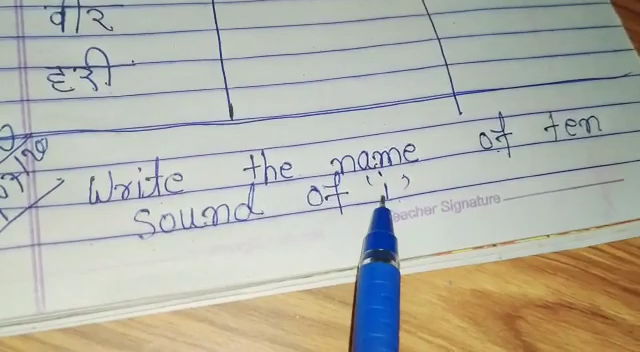 वीर
हरी
Write the name of ten
sound of 'i'
Teacher Signature